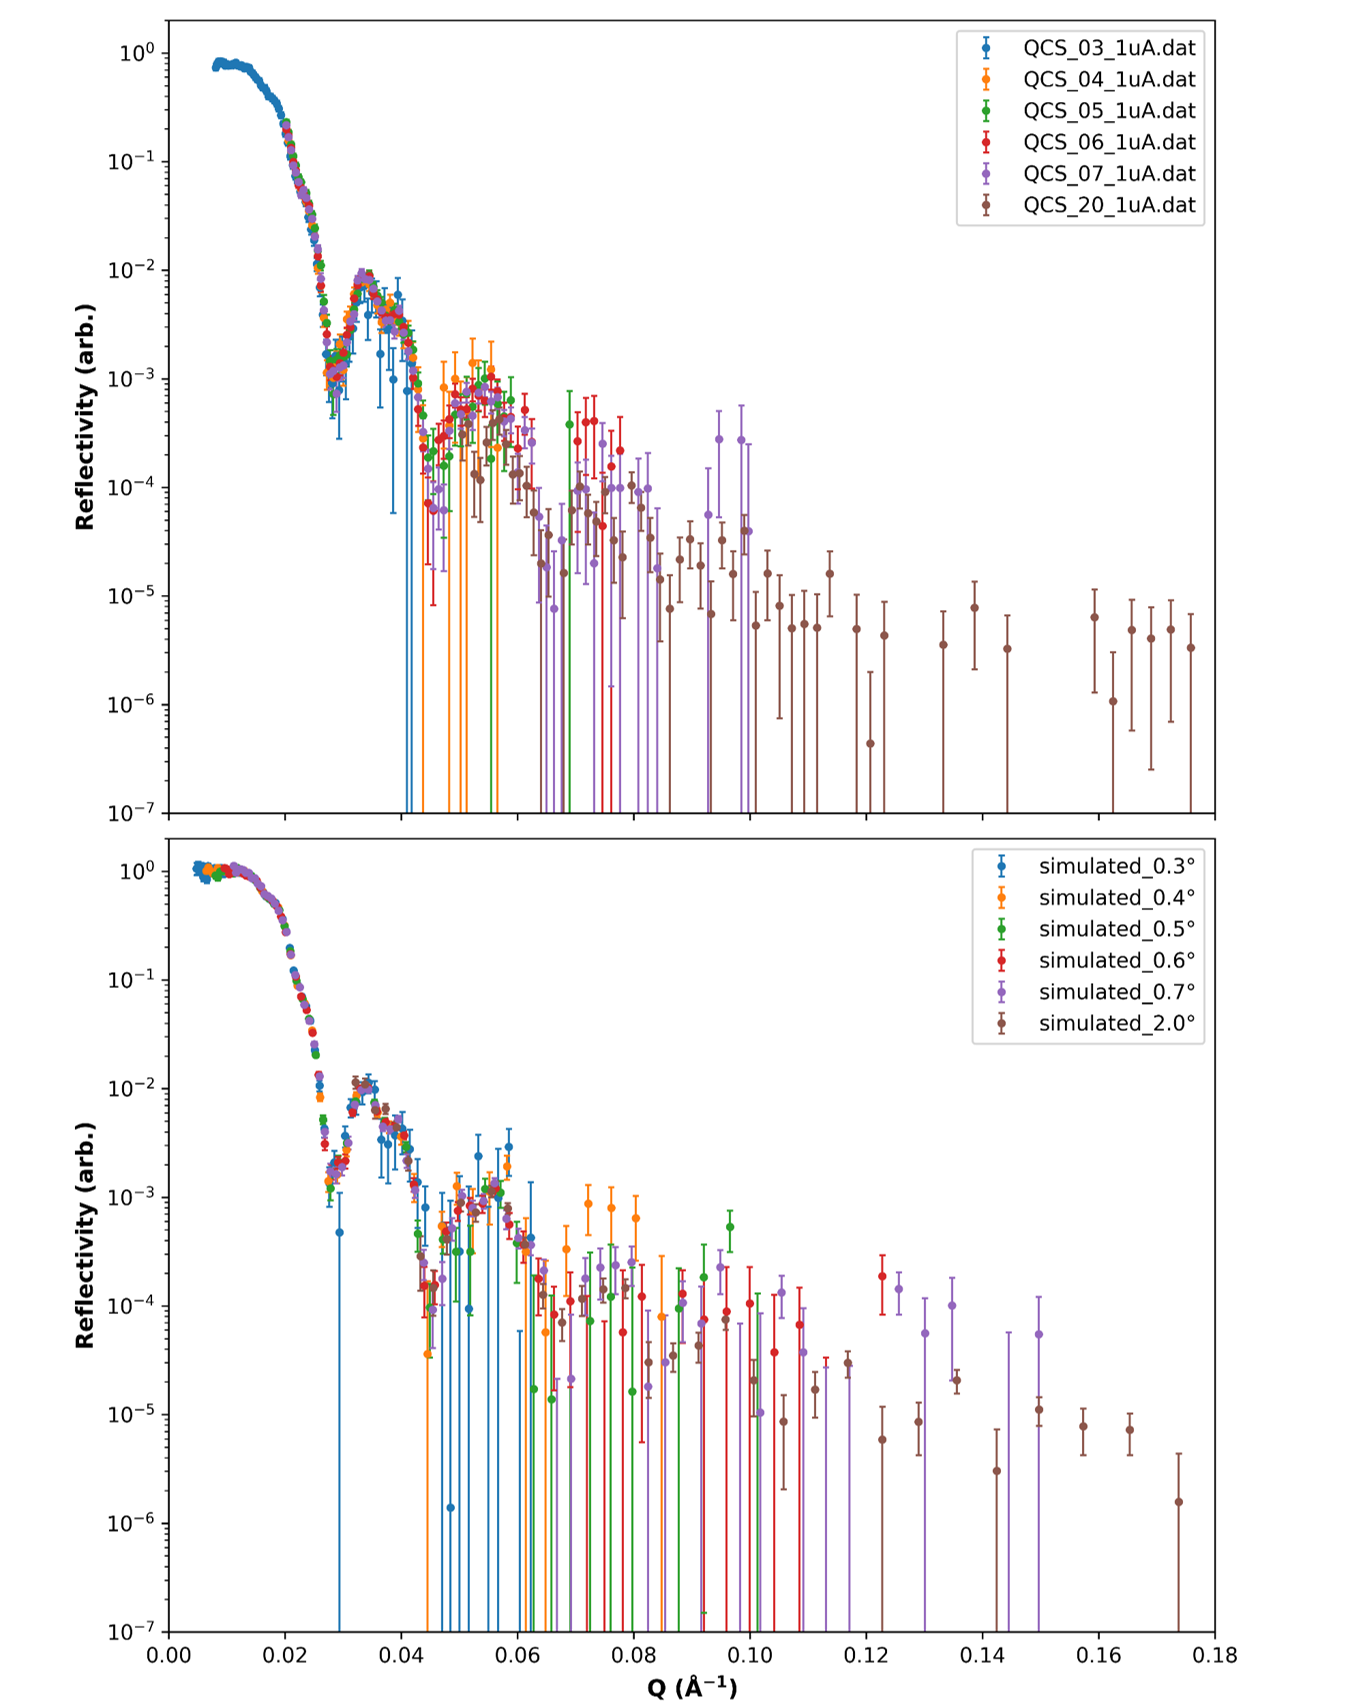 10⁰
10⁻¹
10⁻²
10⁻³
10⁻⁴
10⁻⁵
10⁻⁶
10⁻⁷
Reflectivity (arb.)
QCS_03_1uA.dat
QCS_04_1uA.dat
QCS_05_1uA.dat
QCS_06_1uA.dat
QCS_07_1uA.dat
QCS_20_1uA.dat
10⁰
10⁻¹
10⁻²
10⁻³
10⁻⁴
10⁻⁵
10⁻⁶
10⁻⁷
Reflectivity (arb.)
simulated_0.3°
simulated_0.4°
simulated_0.5°
simulated_0.6°
simulated_0.7°
simulated_2.0°
0.00 0.02 0.04 0.06 0.08 0.10 0.12 0.14 0.16 0.18
Q (Å⁻¹)